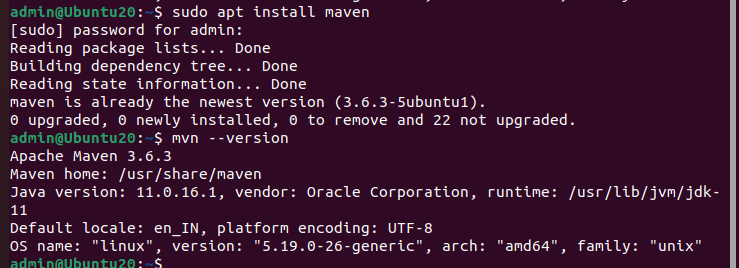 admin@Ubuntu20:~$ sudo apt install maven
[sudo] password for admin:
Reading package lists... Done
Building dependency tree... Done
Reading state information... Done
maven is already the newest version (3.6.3-5ubuntu1).
0 upgraded, 0 newly installed, 0 to remove and 22 not upgraded.
admin@Ubuntu20:~$ mvn --version
Apache Maven 3.6.3
Maven home: /usr/share/maven
Java version: 11.0.16.1, vendor: Oracle Corporation, runtime: /usr/lib/jvm/jdk-
11
Default locale: en_IN, platform encoding: UTF-8
OS name: "linux", version: "5.19.0-26-generic", arch: "amd64", family: "unix"
admin@Ubuntu20:~$